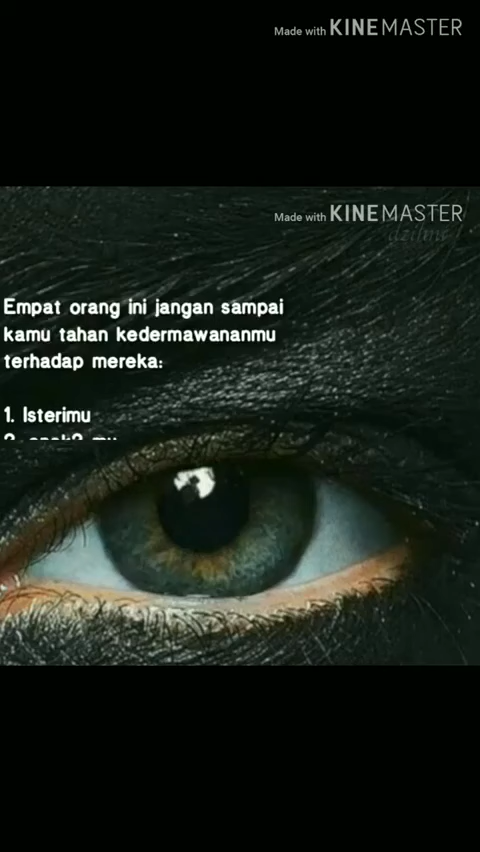 Made with KINEMASTER
Made with KINEMASTER
Empat orang ini jangan sampai
kamu tahan kedermawananmu
terhadap mereka:
1. Isterimu